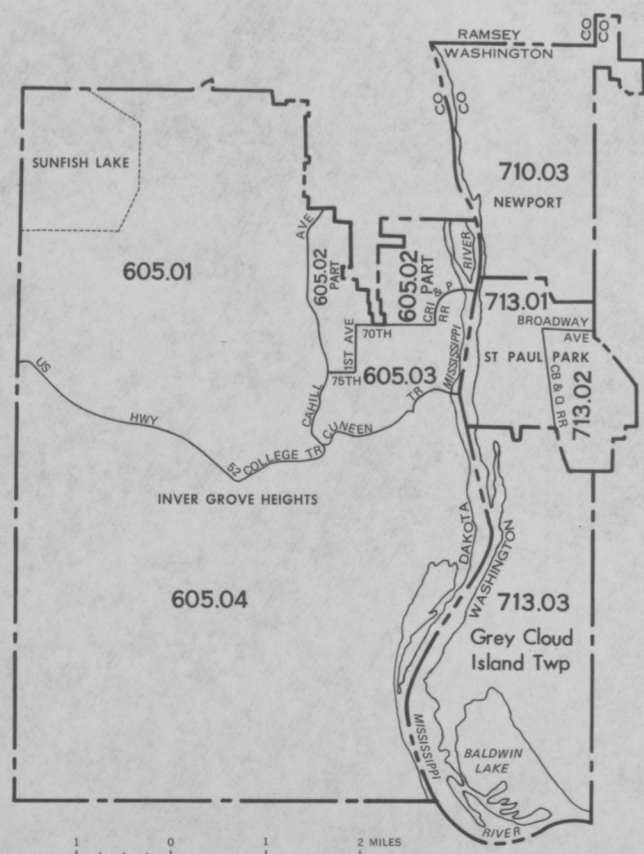 RAMSEY
WASHINGTON
CO
CO
CO
CO
SUNFISH LAKE
710.03
NEWPORT
AVE
605.02
PART
605.02
PART
RIVER
605.01
CRI & P
RR
713.01
BROADWAY
AVE
70TH
1ST AVE
ST PAUL PARK
MISSISSIPPI
75TH
605.03
CB & Q RR
713.02
US
HWY
52
CAHILL
COLLEGE TR
CUNEEN
TR
INVER GROVE HEIGHTS
DAKOTA
WASHINGTON
605.04
713.03
Grey Cloud
Island Twp
MISSISSIPPI
BALDWIN
LAKE
RIVER
1 0 1 2 MILES